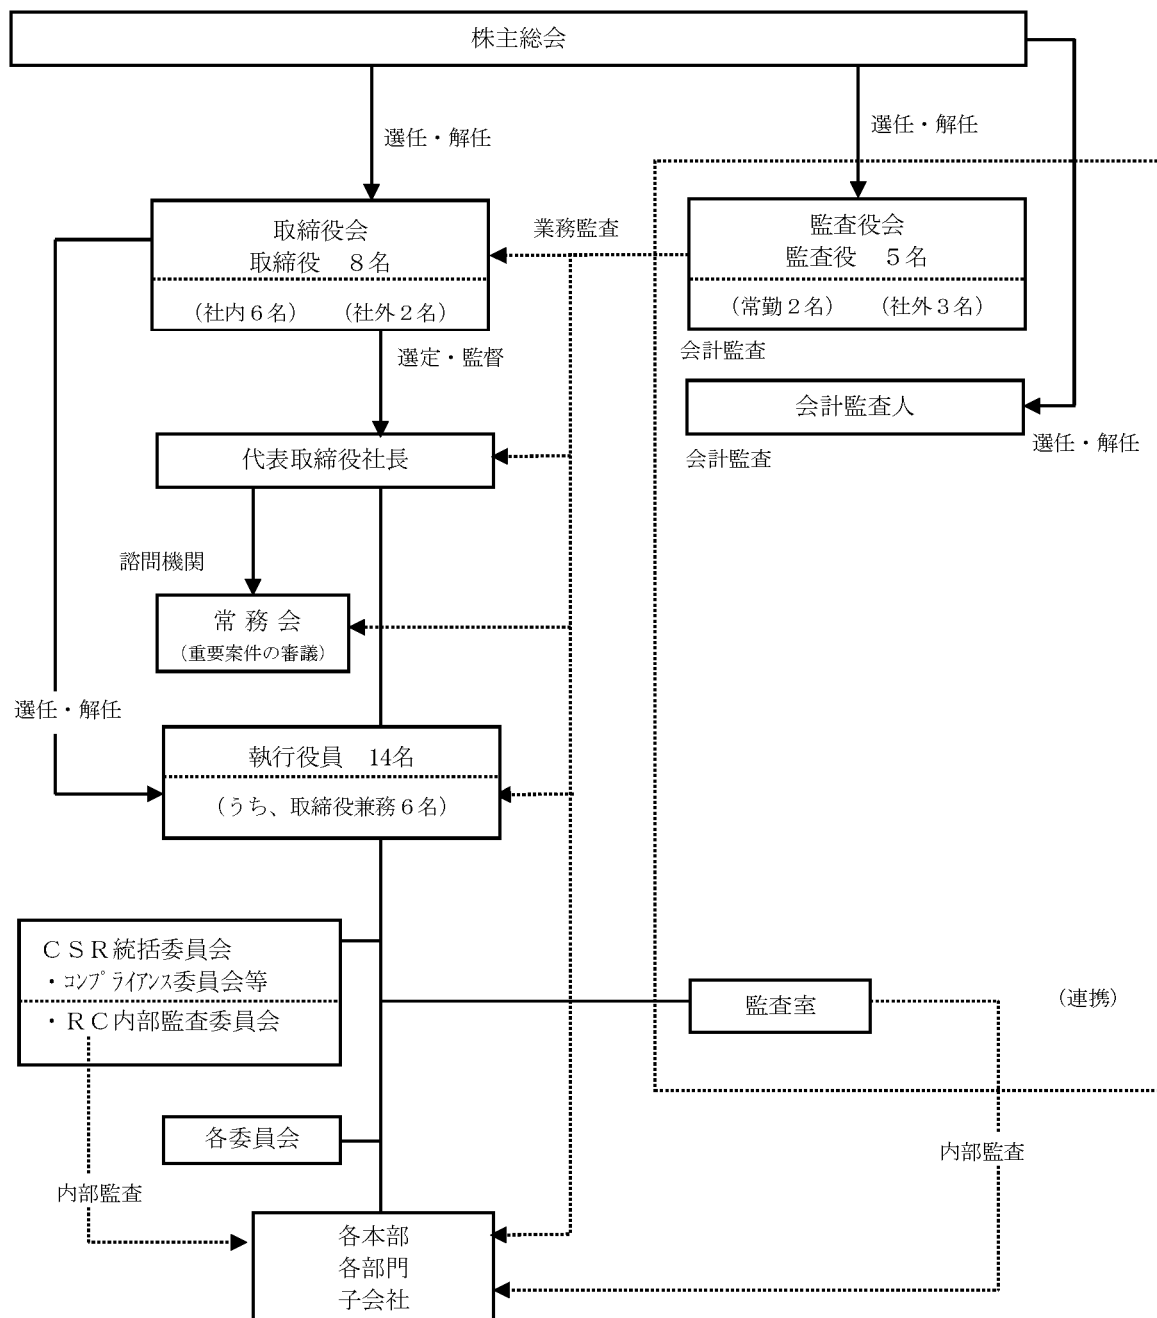 株主総会
選任・解任
選任・解任
取締役会
取締役　８名
（社内６名）　（社外２名）
業務監査
監査役会
監査役　５名
（常勤２名）　（社外３名）
会計監査
選定・監督
会計監査人
選任・解任
会計監査
代表取締役社長
諮問機関
常 務 会
（重要案件の審議）
選任・解任
執行役員　14名
（うち、取締役兼務６名）
ＣＳＲ統括委員会
・ｺﾝﾌﾟﾗｲｱﾝｽ委員会等
・ＲＣ内部監査委員会
監査室
（連携）
各委員会
内部監査
内部監査
各本部
各部門
子会社